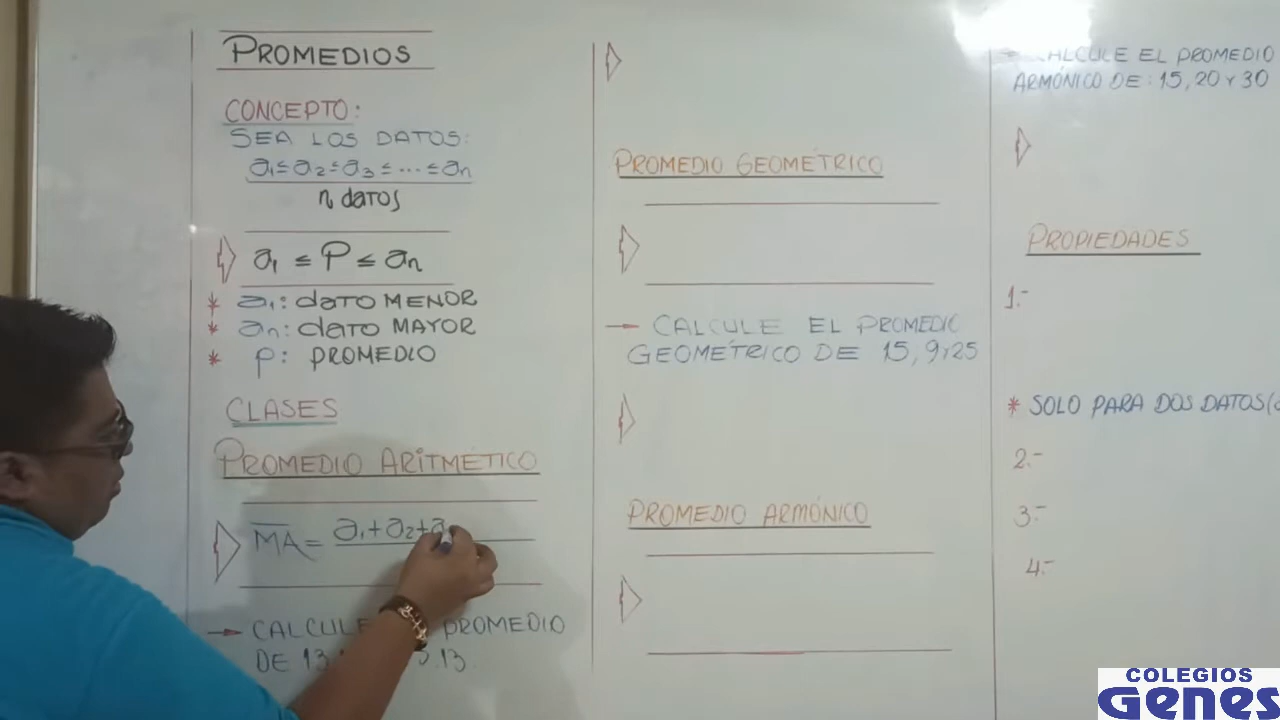 PROMEDIOS
CONCEPTO:
SEA LOS DATOS:
a₁≤a₂≤a₃≤...≤aₙ
n datos
a₁ ≤ P ≤ aₙ
* a₁: dato MENOR
* aₙ: dato MAYOR
* P: PROMEDIO
CLASES
PROMEDIO ARITMÉTICO
MA = a₁+a₂+a
→ CALCULE PROMEDIO
DE 13 13.
PROMEDIO GEOMÉTRICO
→ CALCULE EL PROMEDIO
GEOMÉTRICO DE 15, 9 y 25
PROMEDIO ARMÓNICO
CALCULE EL PROMEDIO
ARMÓNICO DE: 15, 20 Y 30
PROPIEDADES
1.-
* SOLO PARA DOS DATOS(
2.-
3.-
4.-
COLEGIOS
Genes